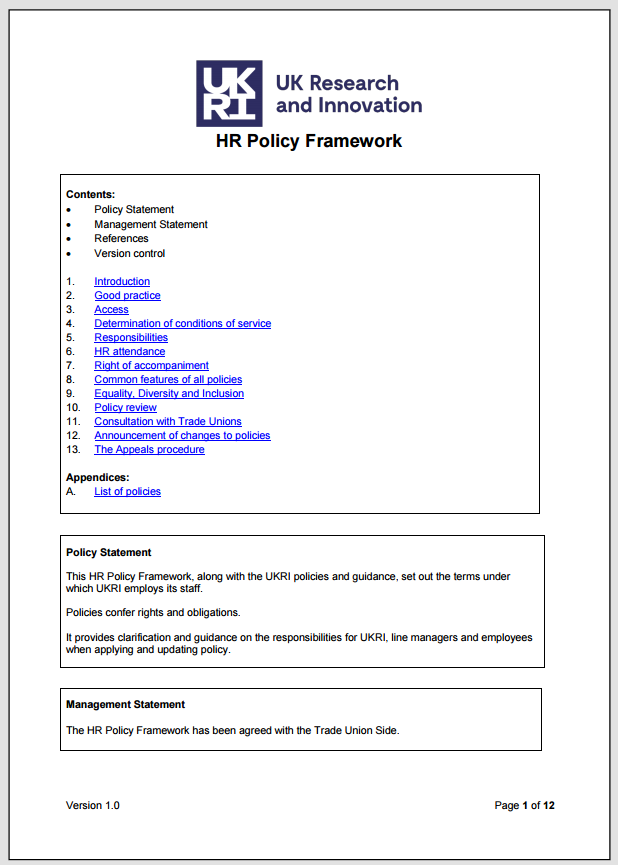 UK
RI
UK Research
and Innovation
HR Policy Framework
Contents:
• Policy Statement
• Management Statement
• References
• Version control
1. Introduction
2. Good practice
3. Access
4. Determination of conditions of service
5. Responsibilities
6. HR attendance
7. Right of accompaniment
8. Common features of all policies
9. Equality, Diversity and Inclusion
10. Policy review
11. Consultation with Trade Unions
12. Announcement of changes to policies
13. The Appeals procedure
Appendices:
A. List of policies
Policy Statement
This HR Policy Framework, along with the UKRI policies and guidance, set out the terms under
which UKRI employs its staff.
Policies confer rights and obligations.
It provides clarification and guidance on the responsibilities for UKRI, line managers and employees
when applying and updating policy.
Management Statement
The HR Policy Framework has been agreed with the Trade Union Side.
Version 1.0 Page 1 of 12